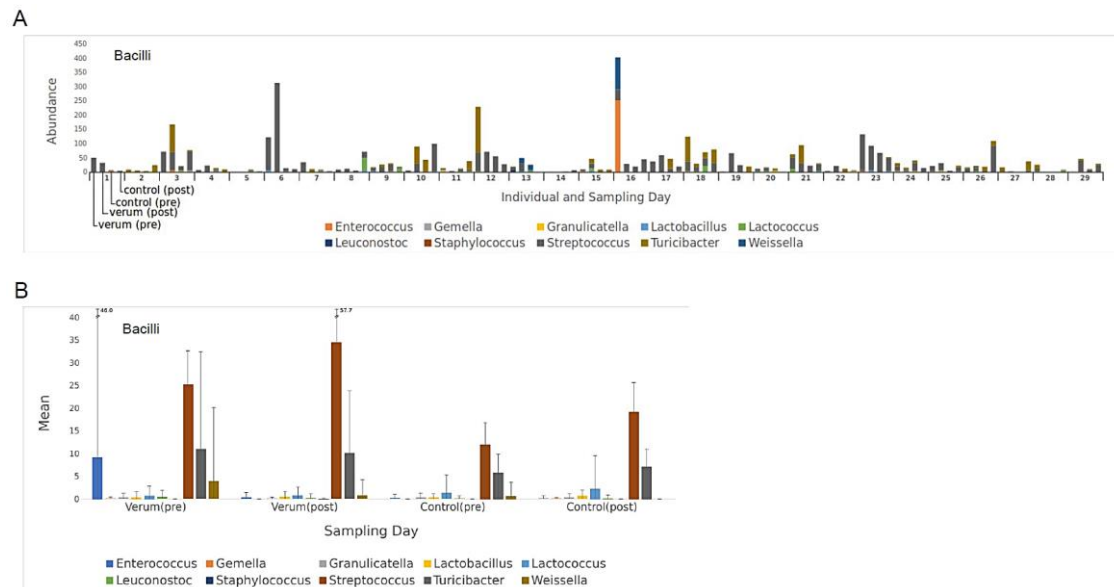 A
Bacilli
Abundance
450
400
350
300
250
200
150
100
50
0
1 2 3 4 5 6 7 8 9 10 11 12 13 14 15 16 17 18 19 20 21 22 23 24 25 26 27 28 29
control (post)
control (pre)
verum (post)
verum (pre)
Individual and Sampling Day
Enterococcus Gemella Granulicatella Lactobacillus Lactococcus
Leuconostoc Staphylococcus Streptococcus Turicibacter Weissella
B
Bacilli
46.0
57.7
Mean
40
35
30
25
20
15
10
5
0
Verum(pre) Verum(post) Control(pre) Control(post)
Sampling Day
Enterococcus Gemella Granulicatella Lactobacillus Lactococcus
Leuconostoc Staphylococcus Streptococcus Turicibacter Weissella